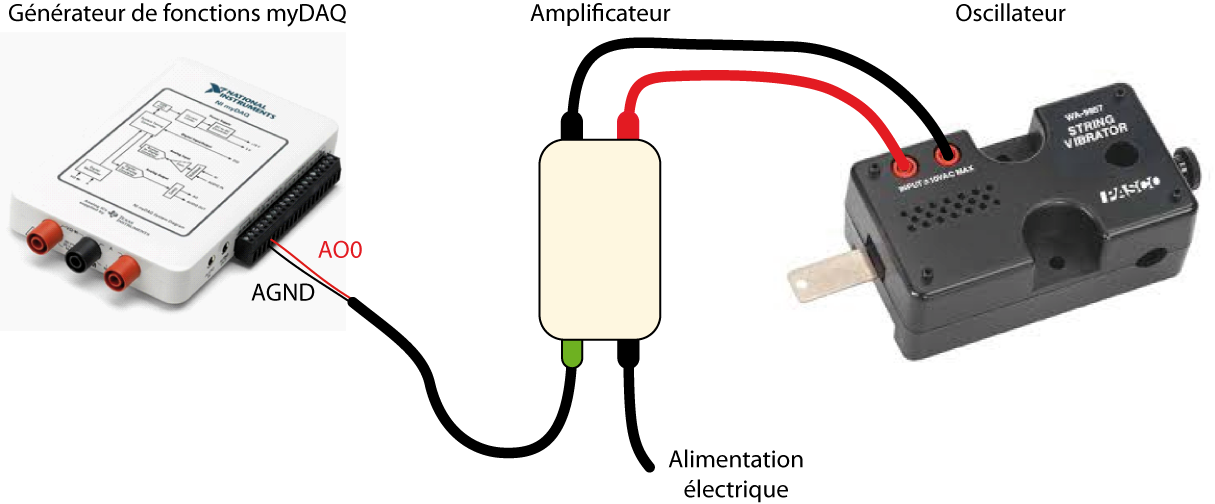 Générateur de fonctions myDAQ
Amplificateur
Oscillateur
NATIONAL
INSTRUMENTS
NI myDAQ
AO0
AGND
WA-9857
STRING
VIBRATOR
INPUT ±10VAC MAX
PASCO
Alimentation
électrique